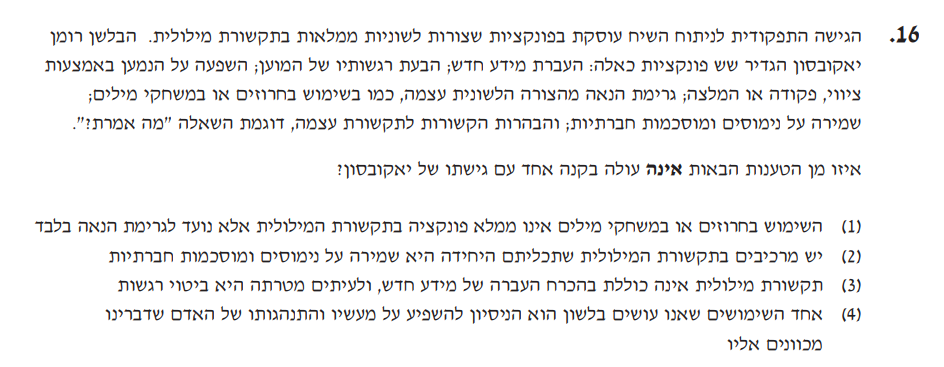 16. הגישה התפקודית לניתוח השיח עוסקת בפונקציות שצורות לשוניות ממלאות בתקשורת מילולית. הבלשן רומן
יאקובסון הגדיר שש פונקציות כאלה: העברת מידע חדש; הבעת רגשותיו של המוען; השפעה על הנמען באמצעות
ציווי, פקודה או המלצה; גרימת הנאה מהצורה הלשונית עצמה, כמו בשימוש בחרוזים או במשחקי מילים;
שמירה על נימוסים ומוסכמות חברתיות; והבהרות הקשורות לתקשורת עצמה, דוגמת השאלה "מה אמרת?".
איזו מן הטענות הבאות אינה עולה בקנה אחד עם גישתו של יאקובסון?
(1) השימוש בחרוזים או במשחקי מילים אינו ממלא פונקציה בתקשורת המילולית אלא נועד לגרימת הנאה בלבד
(2) יש מרכיבים בתקשורת המילולית שתכליתם היחידה היא שמירה על נימוסים ומוסכמות חברתיות
(3) תקשורת מילולית אינה כוללת בהכרח העברה של מידע חדש, ולעיתים מטרתה היא ביטוי רגשות
(4) אחד השימושים שאנו עושים בלשון הוא הניסיון להשפיע על מעשיו והתנהגותו של האדם שדברינו
מכוונים אליו